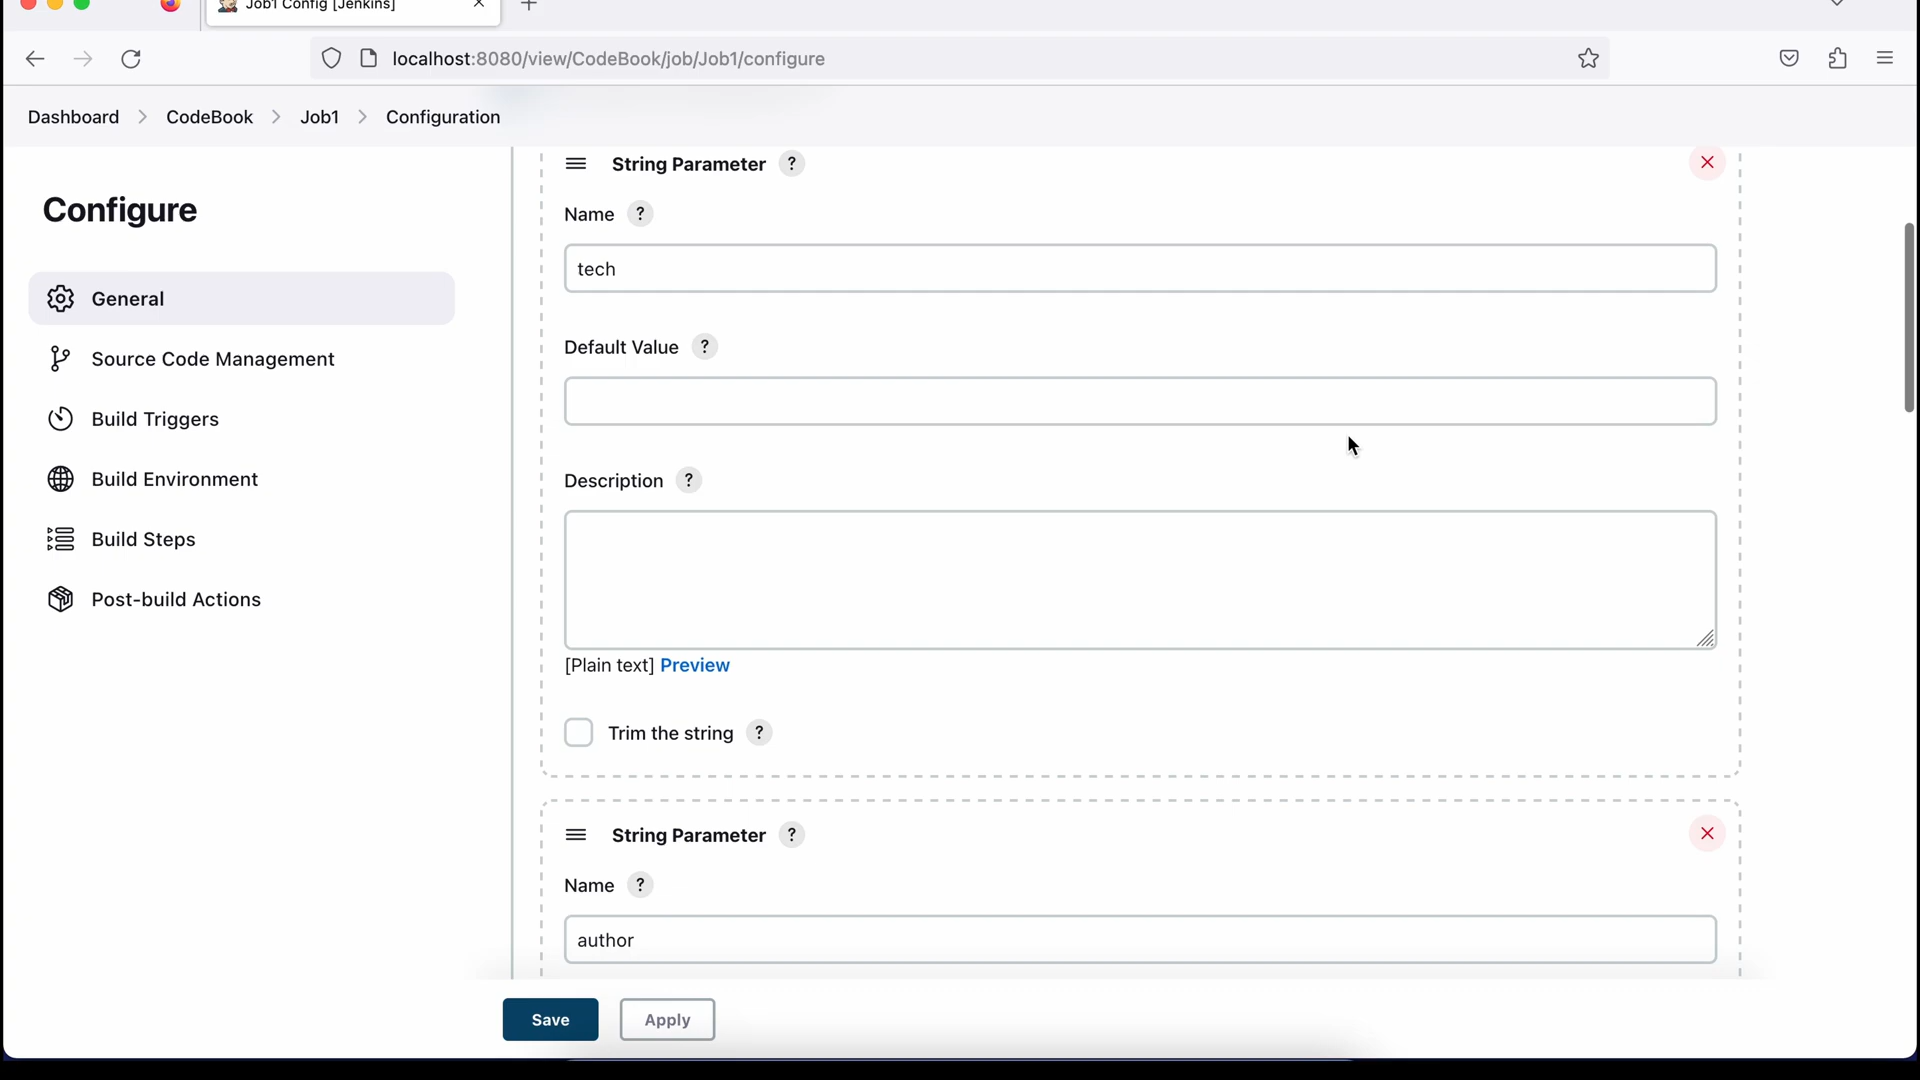 Job1 Config [Jenkins]
localhost:8080/view/CodeBook/job/Job1/configure
Dashboard > CodeBook > Job1 > Configuration
Configure
General
Source Code Management
Build Triggers
Build Environment
Build Steps
Post-build Actions
String Parameter ?
Name ?
tech
Default Value ?
Description ?
[Plain text] Preview
Trim the string ?
String Parameter ?
Name ?
author
Save Apply